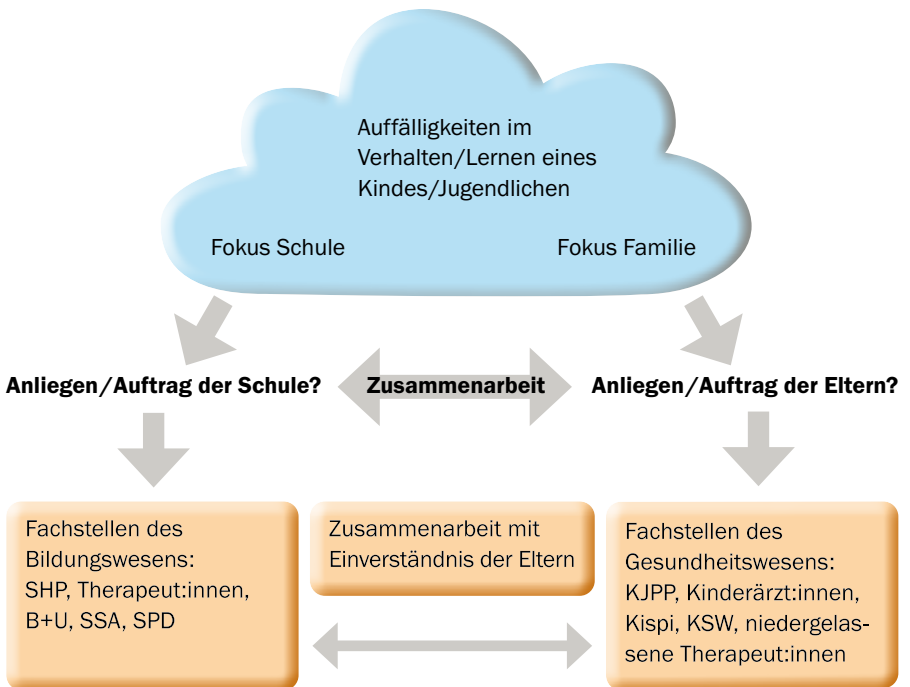 Auffälligkeiten im
Verhalten/Lernen eines
Kindes/Jugendlichen
Fokus Schule
Fokus Familie
Anliegen/Auftrag der Schule?
Zusammenarbeit
Anliegen/Auftrag der Eltern?
Fachstellen des
Bildungswesens:
SHP, Therapeut:innen,
B+U, SSA, SPD
Zusammenarbeit mit
Einverständnis der Eltern
Fachstellen des
Gesundheitswesens:
KJPP, Kinderärzt:innen,
Kispi, KSW, niedergelas-
sene Therapeut:innen